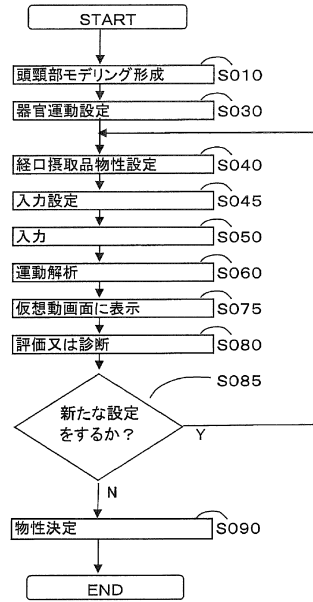 START
頭頸部モデリング形成 S010
器官運動設定 S030
経口摂取品物性設定 S040
入力設定 S045
入力 S050
運動解析 S060
仮想動画面に表示 S075
評価又は診断 S080
S085
新たな設定
をするか？
Y
N
物性決定 S090
END